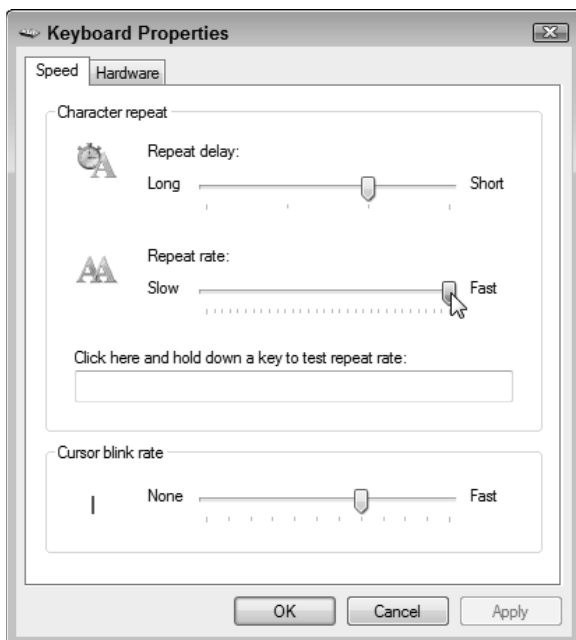 Keyboard Properties
Speed Hardware
Character repeat
Repeat delay:
Long Short
Repeat rate:
Slow Fast
Click here and hold down a key to test repeat rate:
Cursor blink rate
None Fast
OK Cancel Apply